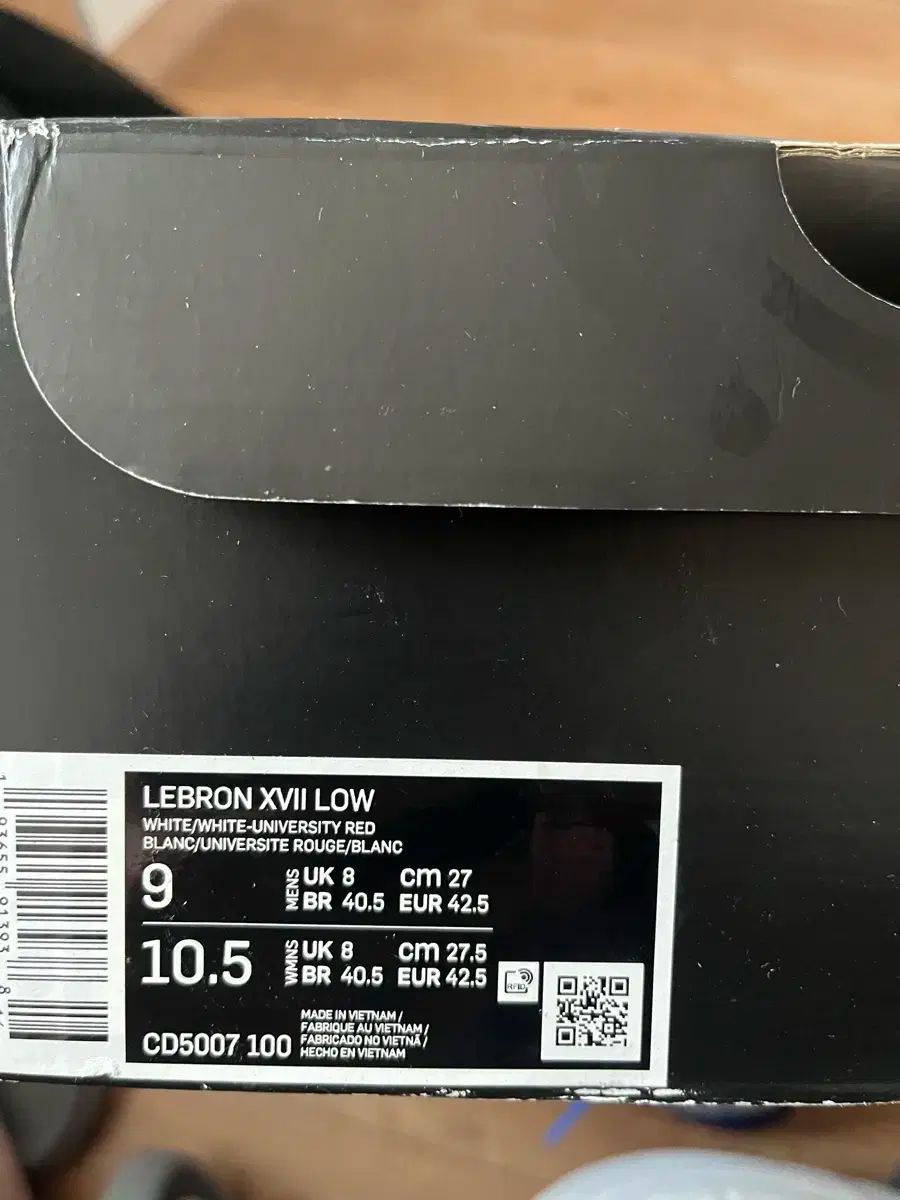 LEBRON XVII LOW
WHITE/WHITE-UNIVERSITY RED
BLANC/UNIVERSITE ROUGE/BLANC
9 MENS UK 8 CM 27
BR 40.5 EUR 42.5
10.5 WMNS UK 8 CM 27.5
BR 40.5 EUR 42.5
RFID
CD5007 100
MADE IN VIETNAM /
FABRIQUE AU VIETNAM /
FABRICADO NO VIETNÃ /
HECHO EN VIETNAM